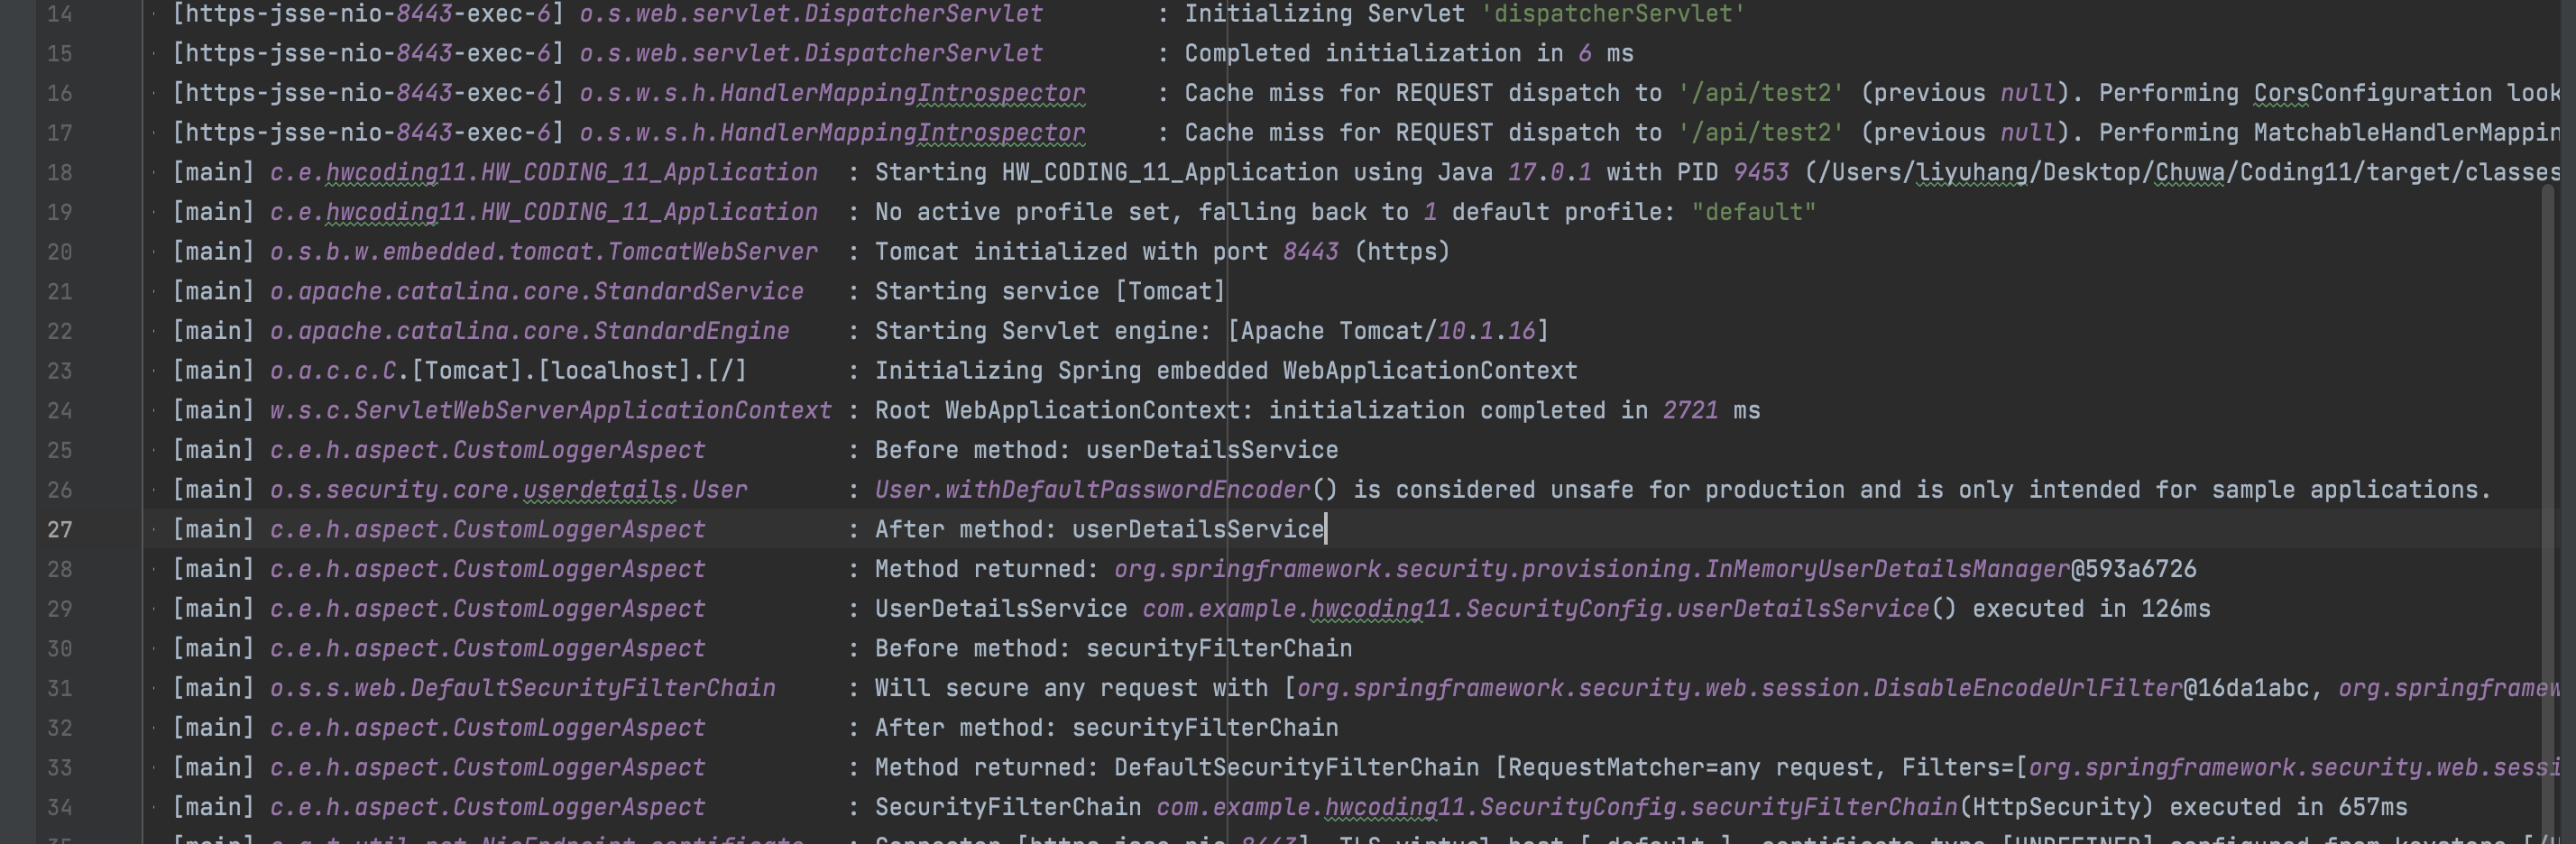 14 [https-jsse-nio-8443-exec-6] o.s.web.servlet.DispatcherServlet : Initializing Servlet 'dispatcherServlet'
15 [https-jsse-nio-8443-exec-6] o.s.web.servlet.DispatcherServlet : Completed initialization in 6 ms
16 [https-jsse-nio-8443-exec-6] o.s.w.s.h.HandlerMappingIntrospector : Cache miss for REQUEST dispatch to '/api/test2' (previous null). Performing CorsConfiguration look
17 [https-jsse-nio-8443-exec-6] o.s.w.s.h.HandlerMappingIntrospector : Cache miss for REQUEST dispatch to '/api/test2' (previous null). Performing MatchableHandlerMappin
18 [main] c.e.hwcoding11.HW_CODING_11_Application : Starting HW_CODING_11_Application using Java 17.0.1 with PID 9453 (/Users/liyuhang/Desktop/Chuwa/Coding11/target/classes
19 [main] c.e.hwcoding11.HW_CODING_11_Application : No active profile set, falling back to 1 default profile: "default"
20 [main] o.s.b.w.embedded.tomcat.TomcatWebServer : Tomcat initialized with port 8443 (https)
21 [main] o.apache.catalina.core.StandardService : Starting service [Tomcat]
22 [main] o.apache.catalina.core.StandardEngine : Starting Servlet engine: [Apache Tomcat/10.1.16]
23 [main] o.a.c.c.C.[Tomcat].[localhost].[/] : Initializing Spring embedded WebApplicationContext
24 [main] w.s.c.ServletWebServerApplicationContext : Root WebApplicationContext: initialization completed in 2721 ms
25 [main] c.e.h.aspect.CustomLoggerAspect : Before method: userDetailsService
26 [main] o.s.security.core.userdetails.User : User.withDefaultPasswordEncoder() is considered unsafe for production and is only intended for sample applications.
27 [main] c.e.h.aspect.CustomLoggerAspect : After method: userDetailsService
28 [main] c.e.h.aspect.CustomLoggerAspect : Method returned: org.springframework.security.provisioning.InMemoryUserDetailsManager@593a6726
29 [main] c.e.h.aspect.CustomLoggerAspect : UserDetailsService com.example.hwcoding11.SecurityConfig.userDetailsService() executed in 126ms
30 [main] c.e.h.aspect.CustomLoggerAspect : Before method: securityFilterChain
31 [main] o.s.s.web.DefaultSecurityFilterChain : Will secure any request with [org.springframework.security.web.session.DisableEncodeUrlFilter@16da1abc, org.springframew
32 [main] c.e.h.aspect.CustomLoggerAspect : After method: securityFilterChain
33 [main] c.e.h.aspect.CustomLoggerAspect : Method returned: DefaultSecurityFilterChain [RequestMatcher=any request, Filters=[org.springframework.security.web.sessi
34 [main] c.e.h.aspect.CustomLoggerAspect : SecurityFilterChain com.example.hwcoding11.SecurityConfig.securityFilterChain(HttpSecurity) executed in 657ms